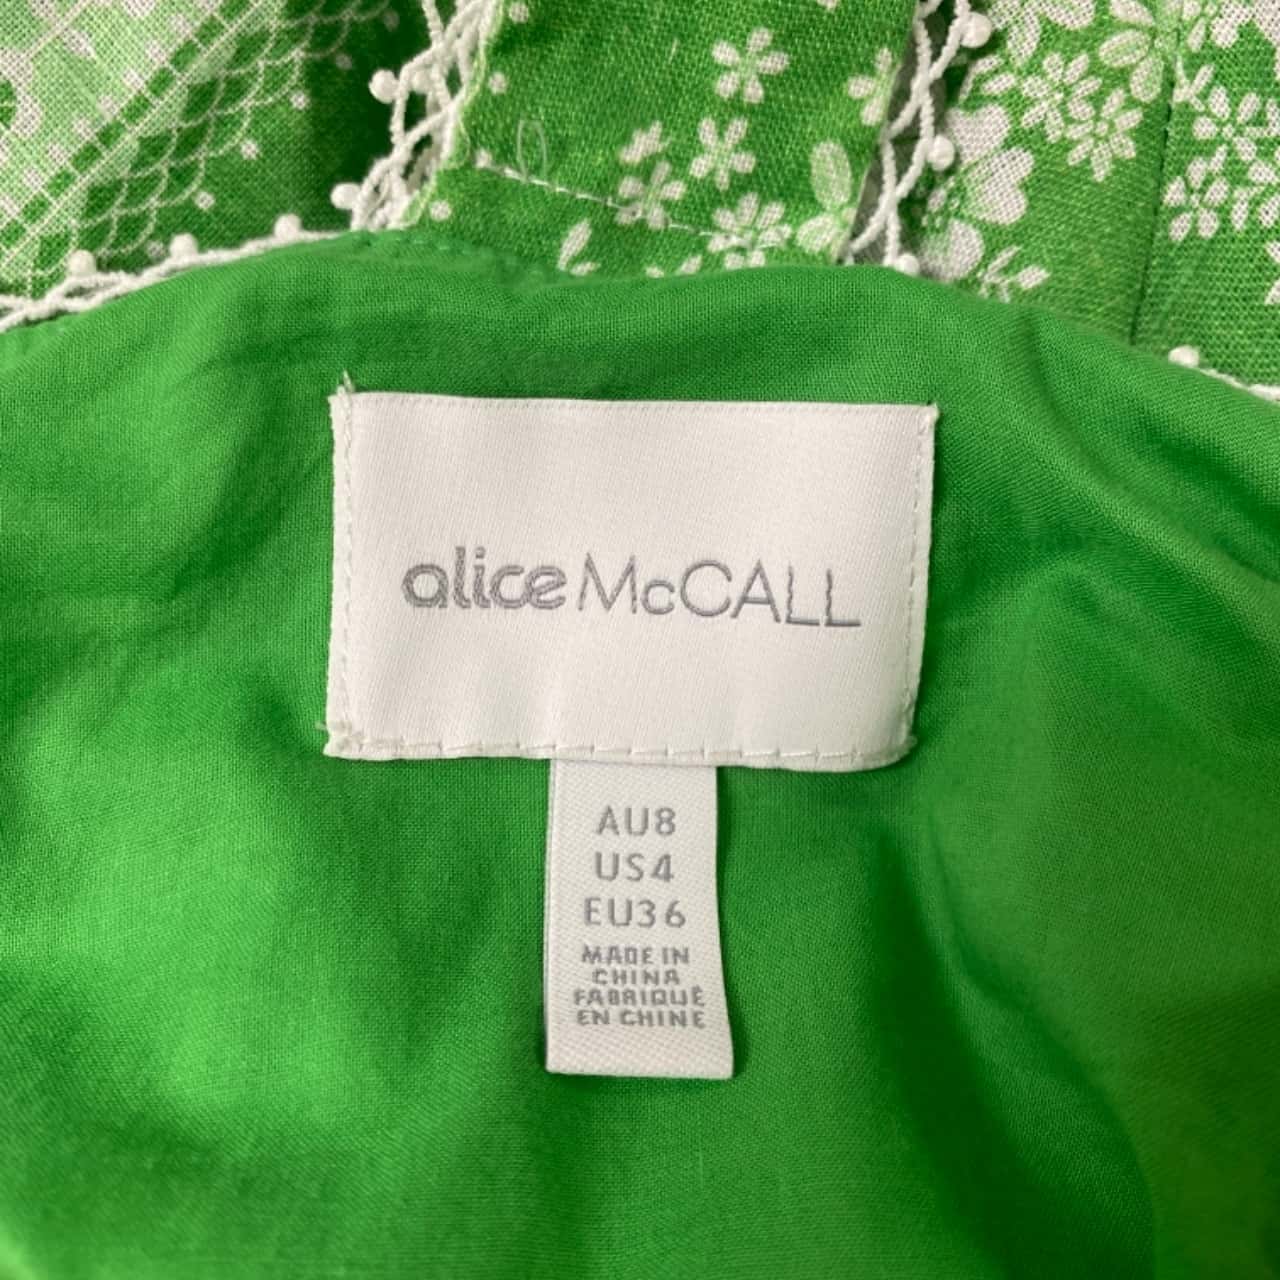 alice McCALL
AU8
US4
EU36
MADE IN
CHINA
FABRIQUÉ
EN CHINE